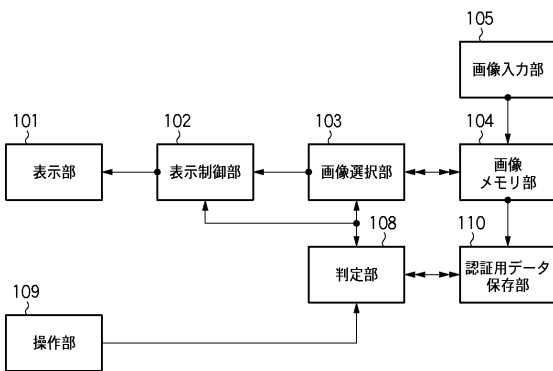 105
画像入力部
101
表示部
102
表示制御部
103
画像選択部
104
画像
メモリ部
108
判定部
110
認証用データ
保存部
109
操作部